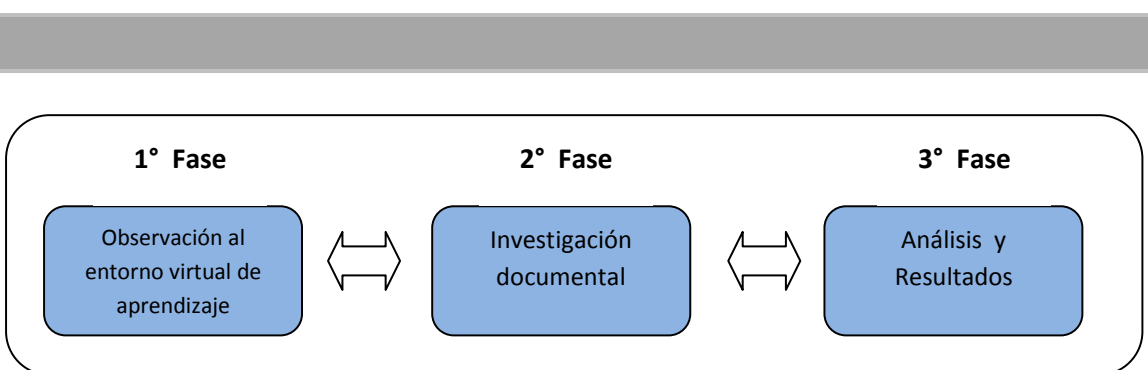 1° Fase
2° Fase
3° Fase
Observación al
entorno virtual de
aprendizaje
Investigación
documental
Análisis y
Resultados